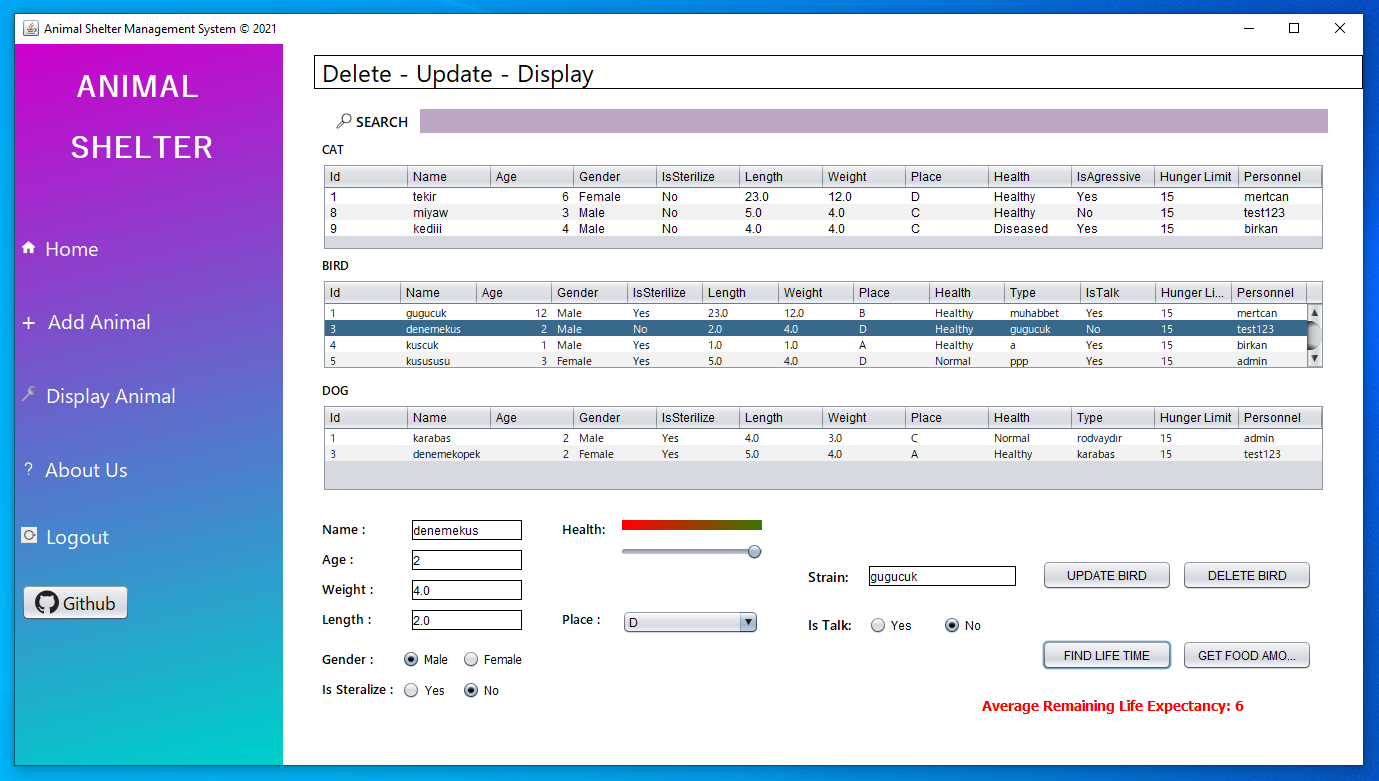 Animal Shelter Management System © 2021
ANIMAL
SHELTER
Home
+ Add Animal
Display Animal
? About Us
Logout
Github
Delete - Update - Display
SEARCH
CAT
Id Name Age Gender IsSterilize Length Weight Place Health IsAgressive Hunger Limit Personnel
1 tekir 6 Female No 23.0 12.0 D Healthy Yes 15 mertcan
8 miyaw 3 Male No 5.0 4.0 C Healthy No 15 test123
9 kediii 4 Male No 4.0 4.0 C Diseased Yes 15 birkan
BIRD
Id Name Age Gender IsSterilize Length Weight Place Health Type IsTalk Hunger Li... Personnel
1 gugucuk 12 Male Yes 23.0 12.0 B Healthy muhabbet Yes 15 mertcan
3 denemekus 2 Male No 2.0 4.0 D Healthy gugucuk No 15 test123
4 kuscuk 1 Male Yes 1.0 1.0 A Healthy a Yes 15 birkan
5 kusususu 3 Female Yes 5.0 4.0 D Normal ppp Yes 15 admin
DOG
Id Name Age Gender IsSterilize Length Weight Place Health Type Hunger Limit Personnel
1 karabas 2 Male Yes 4.0 3.0 C Normal rodvaydır 15 admin
3 denemekopek 2 Female Yes 5.0 4.0 A Healthy karabas 15 test123
Name : denemekus Health:
Age : 2
Weight : 4.0 Strain: gugucuk UPDATE BIRD DELETE BIRD
Length : 2.0 Place : D Is Talk: Yes No
Gender : Male Female FIND LIFE TIME GET FOOD AMO...
Is Steralize : Yes No
Average Remaining Life Expectancy: 6